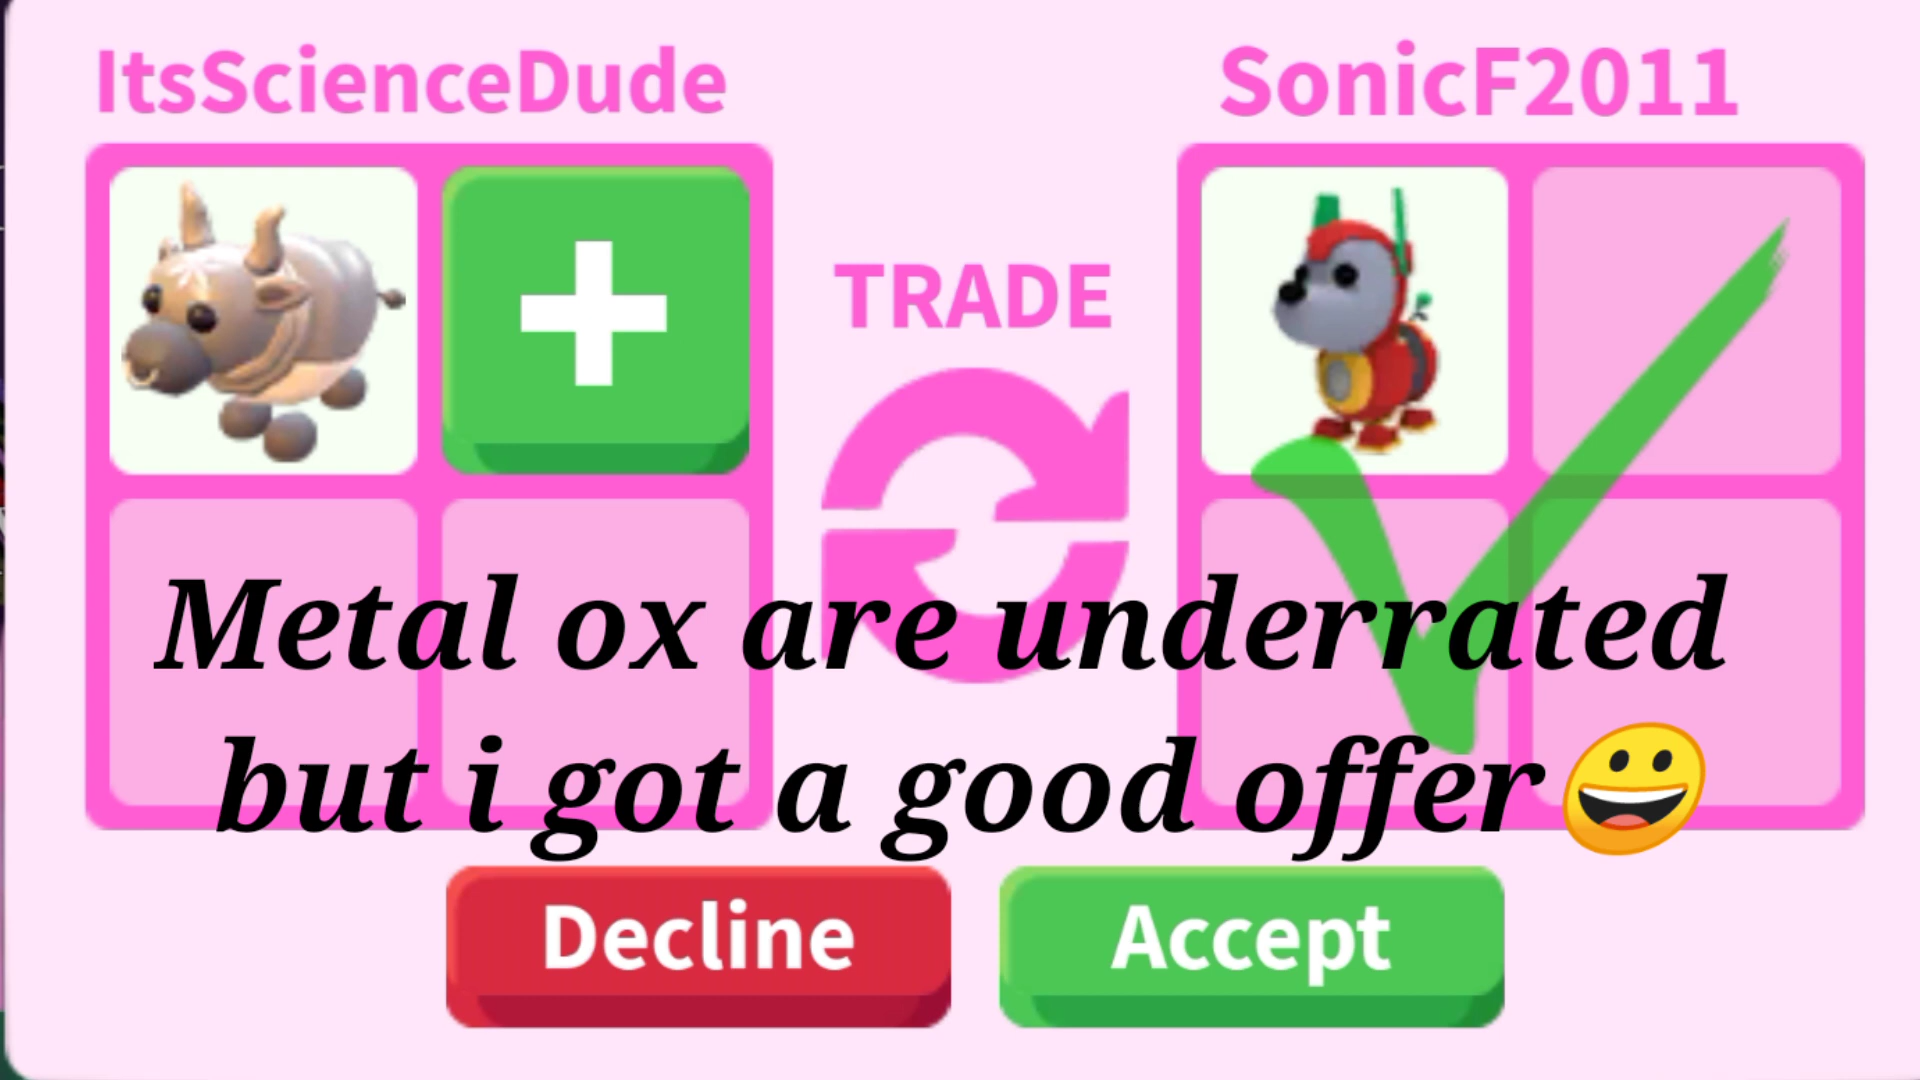 ItsScienceDude
SonicF2011
TRADE
Metal ox are underrated
but i got a good offer😀
Decline
Accept